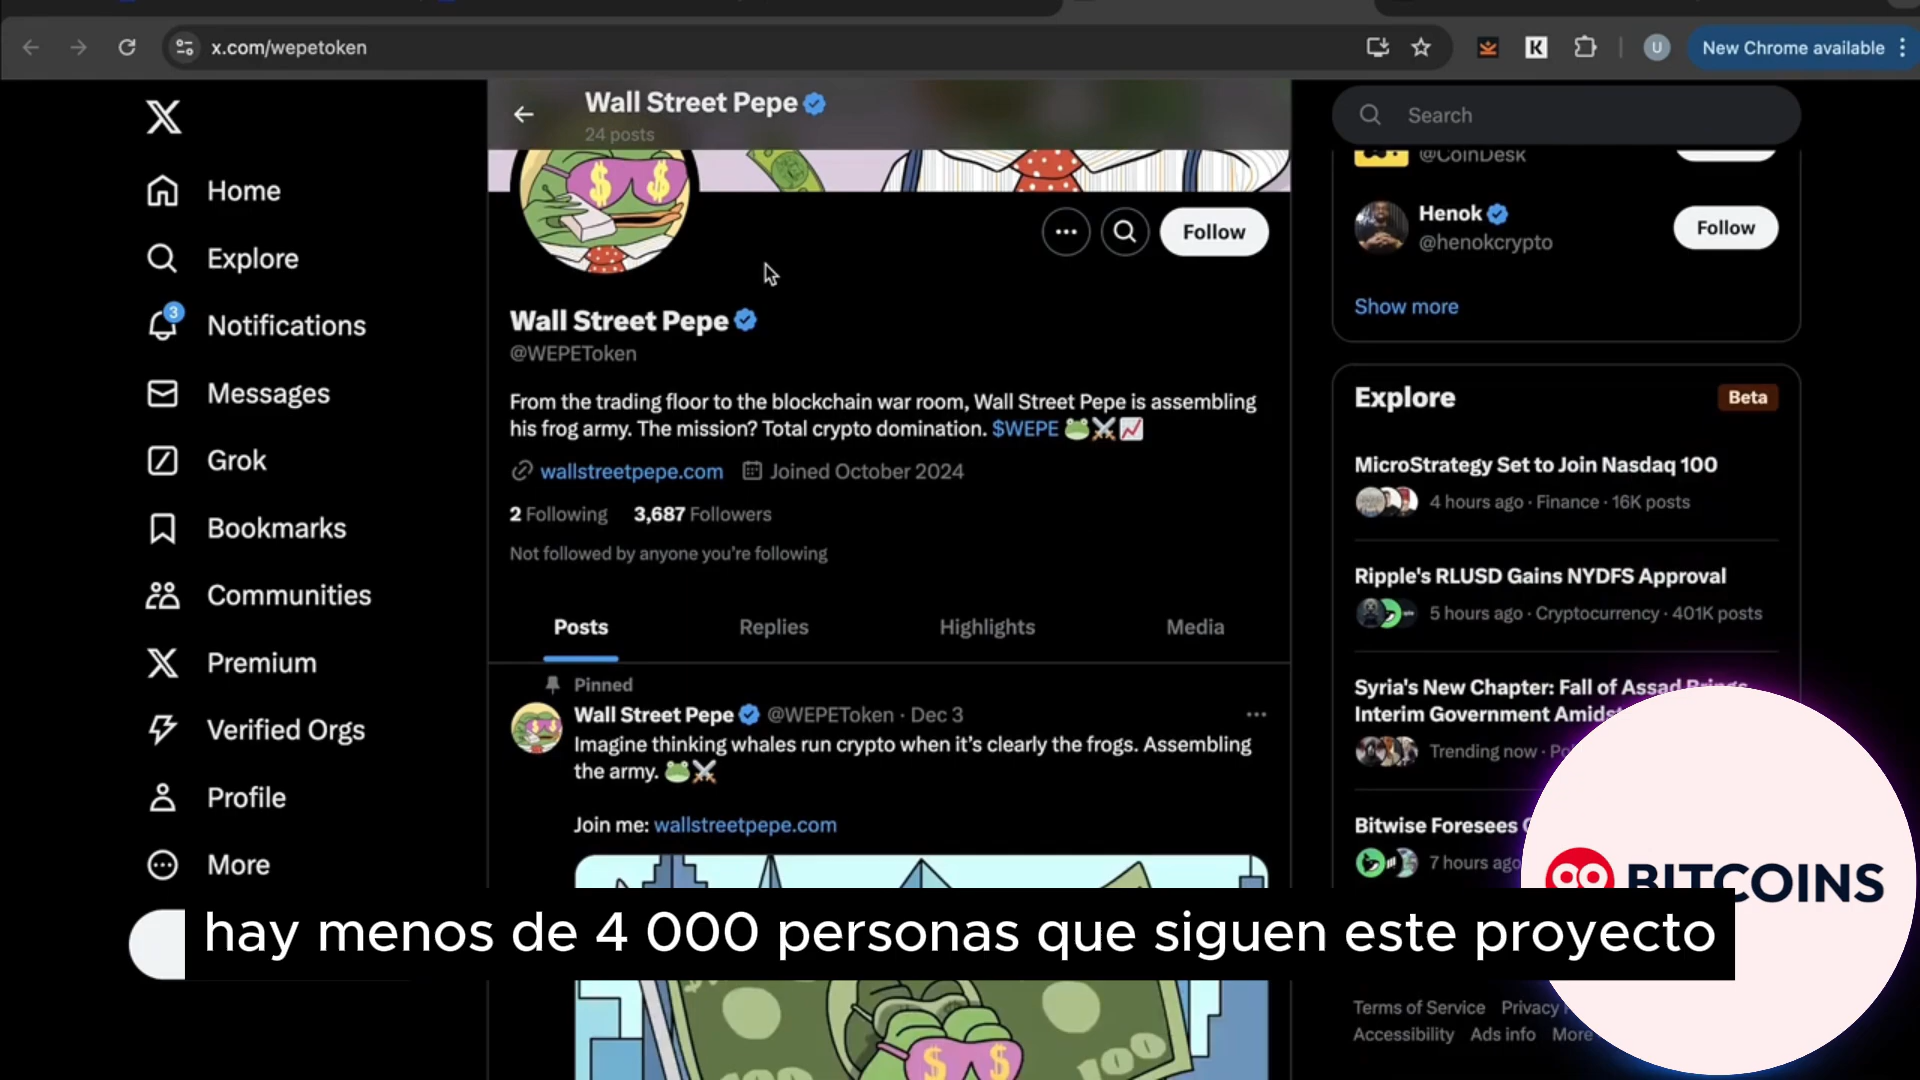 x.com/wepetoken
New Chrome available
U
K
Wall Street Pepe
24 posts
Search
Home
Explore
3
Notifications
Messages
Grok
Bookmarks
Communities
Premium
Verified Orgs
Profile
More
Follow
Wall Street Pepe
@WEPEToken
From the trading floor to the blockchain war room, Wall Street Pepe is assembling
his frog army. The mission? Total crypto domination. $WEPE 🐸⚔️📈
wallstreetpepe.com Joined October 2024
2 Following 3,687 Followers
Not followed by anyone you're following
Posts Replies Highlights Media
Pinned
Wall Street Pepe @WEPEToken · Dec 3
Imagine thinking whales run crypto when it's clearly the frogs. Assembling
the army. 🐸⚔️
Join me: wallstreetpepe.com
100
@CoinDesk
Henok
@henokcrypto
Follow
Show more
Explore
Beta
MicroStrategy Set to Join Nasdaq 100
4 hours ago · Finance · 16K posts
Ripple's RLUSD Gains NYDFS Approval
5 hours ago · Cryptocurrency · 401K posts
Syria's New Chapter: Fall of Assad Brings
Interim Government Amidst
Trending now ·
Bitwise Foresees
7 hours ago
BITCOINS
hay menos de 4 000 personas que siguen este proyecto
Terms of Service Privacy
Accessibility Ads info More